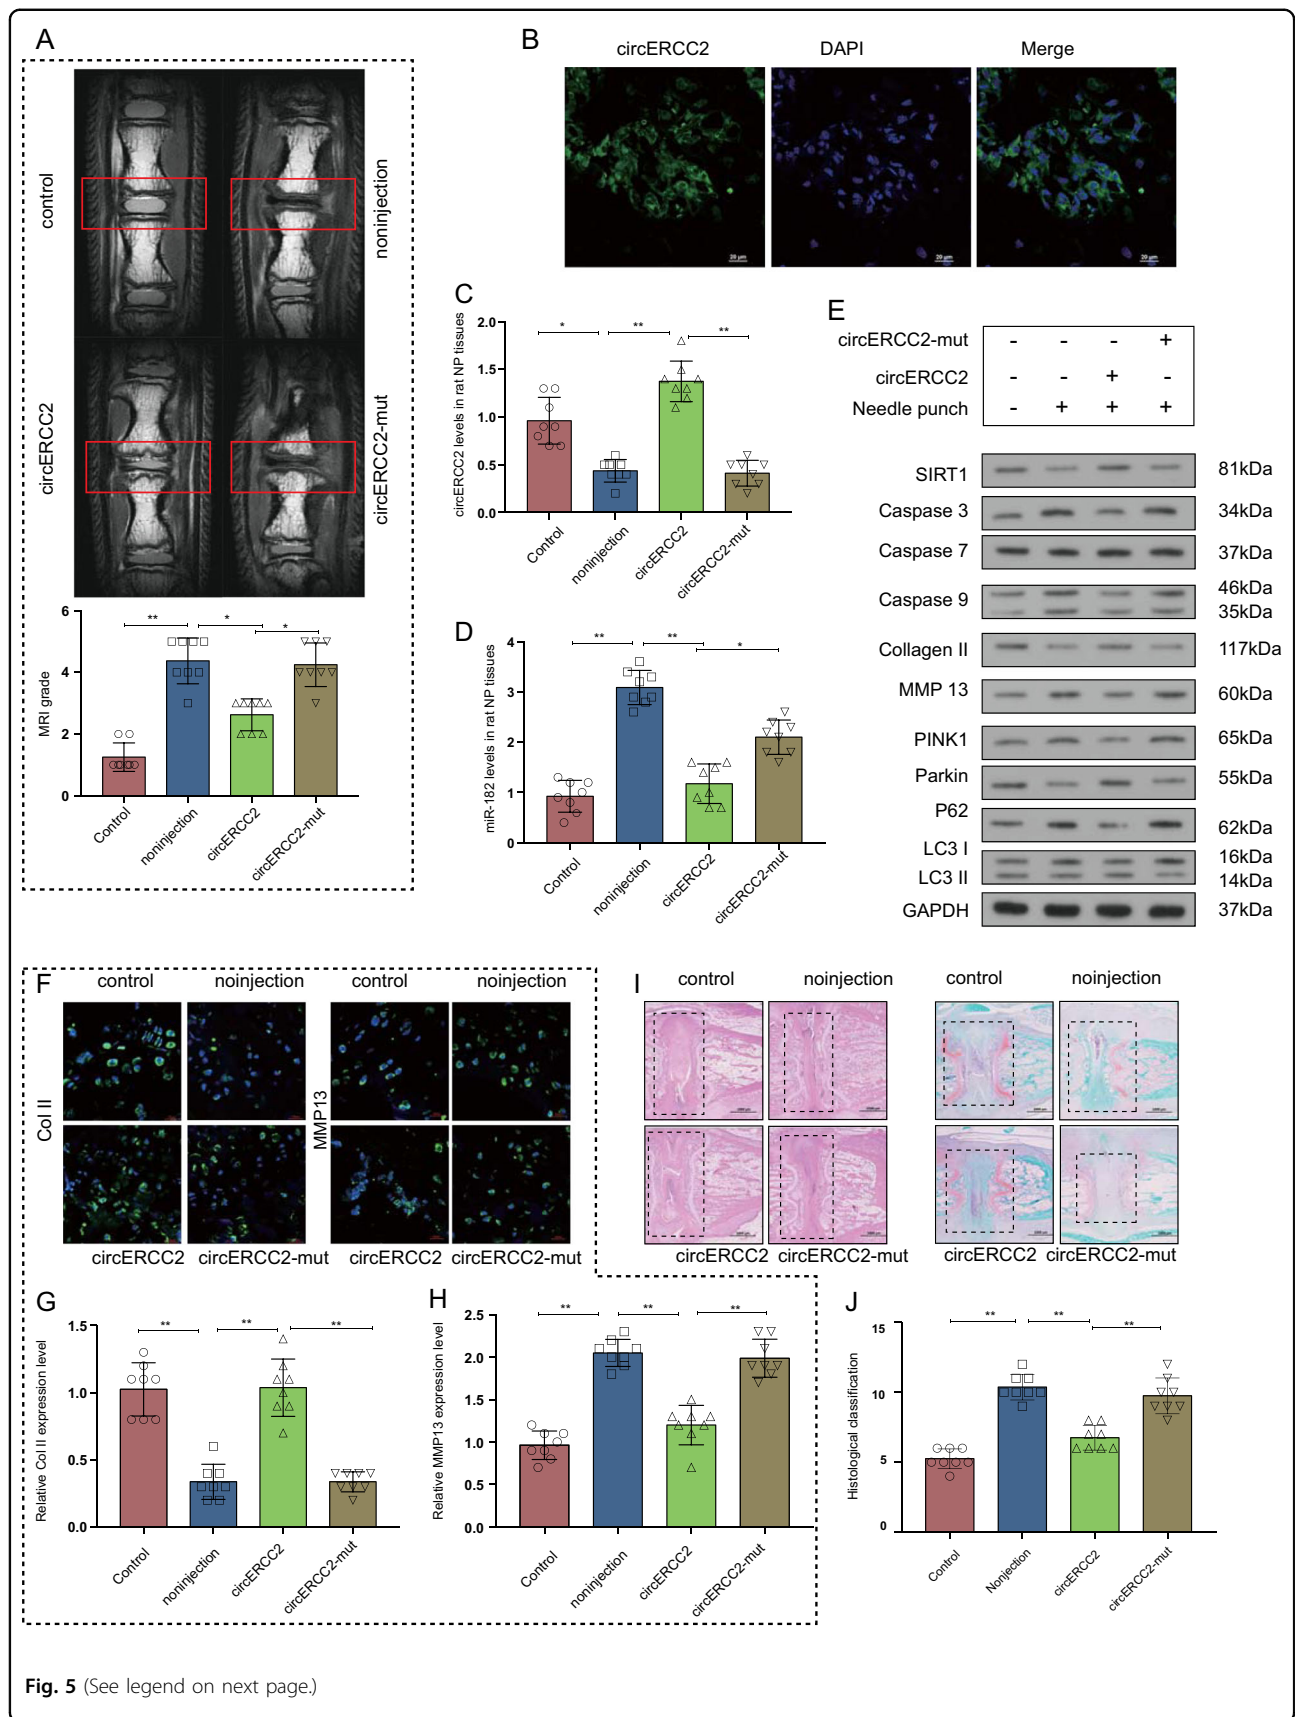 A
control
noninjection
circERCC2
circERCC2-mut
MRI grade
6
4
2
0
**
*
*
Control
noninjection
circERCC2
circERCC2-mut
B
circERCC2
DAPI
Merge
20 µm
20 µm
20 µm
C
circERCC2 levels in rat NP tissues
2.0
1.5
1.0
0.5
0.0
*
**
**
Control
noninjection
circERCC2
circERCC2-mut
D
miR-182 levels in rat NP tissues
4
3
2
1
0
**
**
*
Control
noninjection
circERCC2
circERCC2-mut
E
circERCC2-mut - - - +
circERCC2 - - + -
Needle punch - + + +
SIRT1 81kDa
Caspase 3 34kDa
Caspase 7 37kDa
Caspase 9 46kDa
35kDa
Collagen II 117kDa
MMP 13 60kDa
PINK1 65kDa
Parkin 55kDa
P62 62kDa
LC3 I 16kDa
LC3 II 14kDa
GAPDH 37kDa
F
control noinjection control noinjection
Col II
MMP13
circERCC2 circERCC2-mut circERCC2 circERCC2-mut
G
Relative Col II expression level
1.5
1.0
0.5
0.0
**
**
**
Control
noninjection
circERCC2
circERCC2-mut
H
Relative MMP13 expression level
2.5
2.0
1.5
1.0
0.5
0.0
**
**
**
Control
noninjection
circERCC2
circERCC2-mut
I
control noinjection control noinjection
circERCC2 circERCC2-mut circERCC2 circERCC2-mut
J
Histological classification
15
10
5
0
**
**
**
Control
Nonjection
circERCC2
circERCC2-mut
Fig. 5 (See legend on next page.)